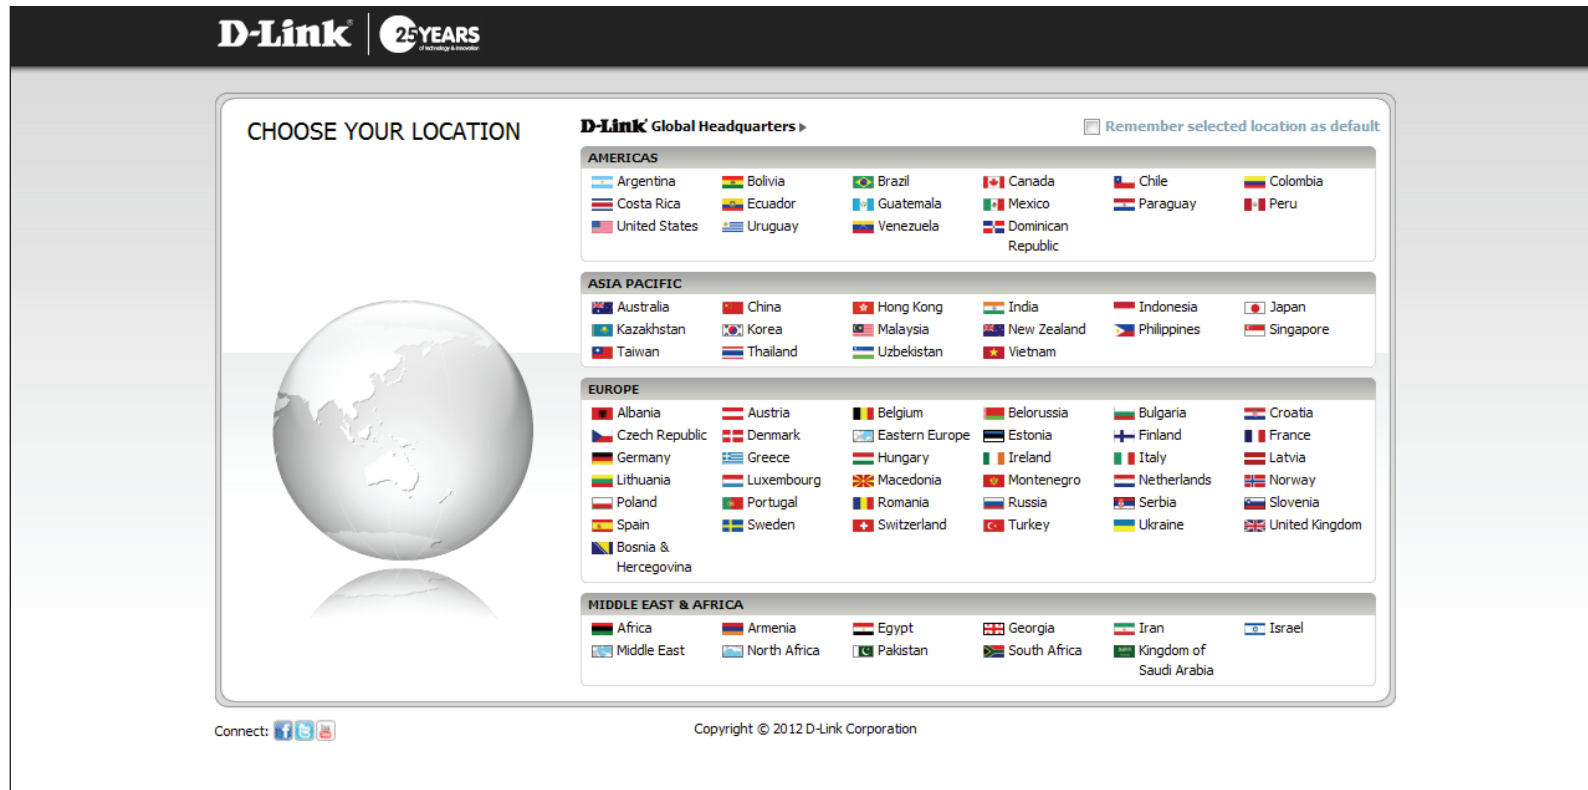 D-Link® 25 YEARS
of technology & innovation
CHOOSE YOUR LOCATION
D-Link® Global Headquarters
Remember selected location as default
AMERICAS
Argentina Bolivia Brazil Canada Chile Colombia
Costa Rica Ecuador Guatemala Mexico Paraguay Peru
United States Uruguay Venezuela Dominican
Republic
ASIA PACIFIC
Australia China Hong Kong India Indonesia Japan
Kazakhstan Korea Malaysia New Zealand Philippines Singapore
Taiwan Thailand Uzbekistan Vietnam
EUROPE
Albania Austria Belgium Belorussia Bulgaria Croatia
Czech Republic Denmark Eastern Europe Estonia Finland France
Germany Greece Hungary Ireland Italy Latvia
Lithuania Luxembourg Macedonia Montenegro Netherlands Norway
Poland Portugal Romania Russia Serbia Slovenia
Spain Sweden Switzerland Turkey Ukraine United Kingdom
Bosnia &
Hercegovina
MIDDLE EAST & AFRICA
Africa Armenia Egypt Georgia Iran Israel
Middle East North Africa Pakistan South Africa Kingdom of
Saudi Arabia
Connect:
Copyright © 2012 D-Link Corporation